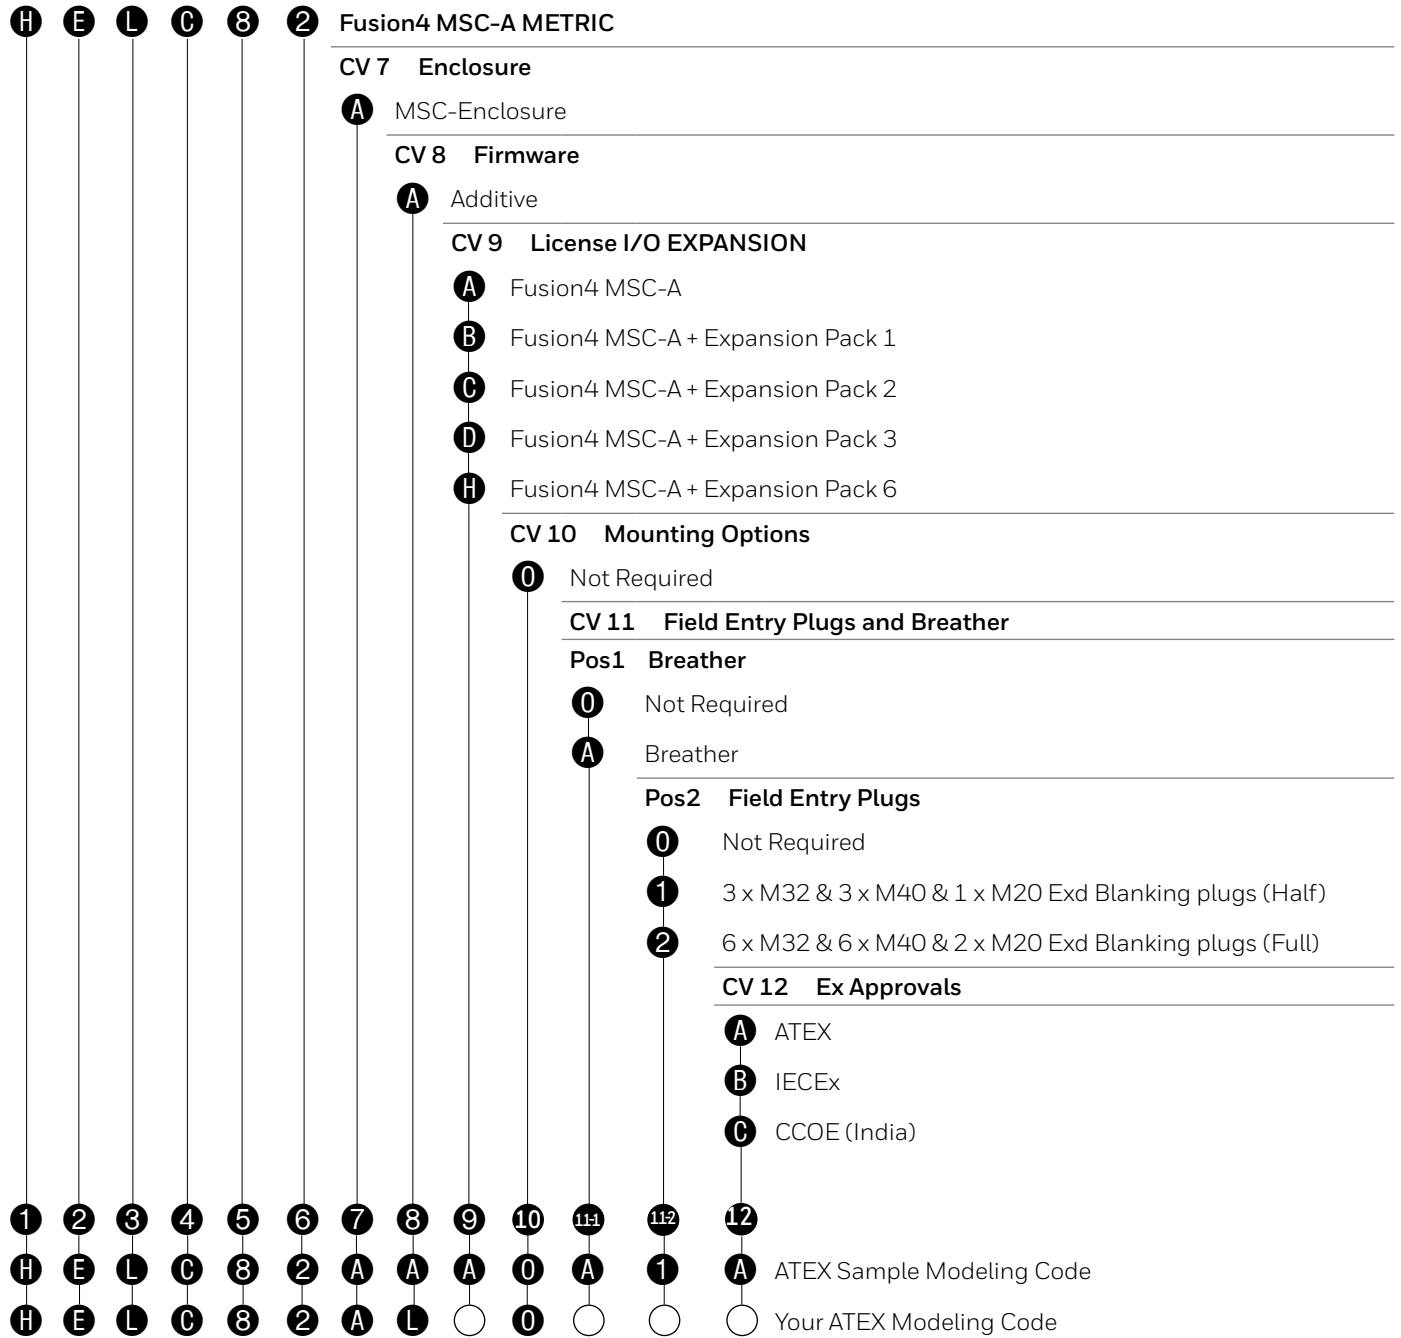 H E L C 8 2 Fusion4 MSC-A METRIC
CV 7 Enclosure
A MSC-Enclosure
CV 8 Firmware
A Additive
CV 9 License I/O EXPANSION
A Fusion4 MSC-A
B Fusion4 MSC-A + Expansion Pack 1
C Fusion4 MSC-A + Expansion Pack 2
D Fusion4 MSC-A + Expansion Pack 3
H Fusion4 MSC-A + Expansion Pack 6
CV 10 Mounting Options
0 Not Required
CV 11 Field Entry Plugs and Breather
Pos1 Breather
0 Not Required
A Breather
Pos2 Field Entry Plugs
0 Not Required
1 3 x M32 & 3 x M40 & 1 x M20 Exd Blanking plugs (Half)
2 6 x M32 & 6 x M40 & 2 x M20 Exd Blanking plugs (Full)
CV 12 Ex Approvals
A ATEX
B IECEx
C CCOE (India)
1 2 3 4 5 6 7 8 9 10 11-1 11-2 12
H E L C 8 2 A A A 0 A 1 A ATEX Sample Modeling Code
H E L C 8 2 A L 0 Your ATEX Modeling Code